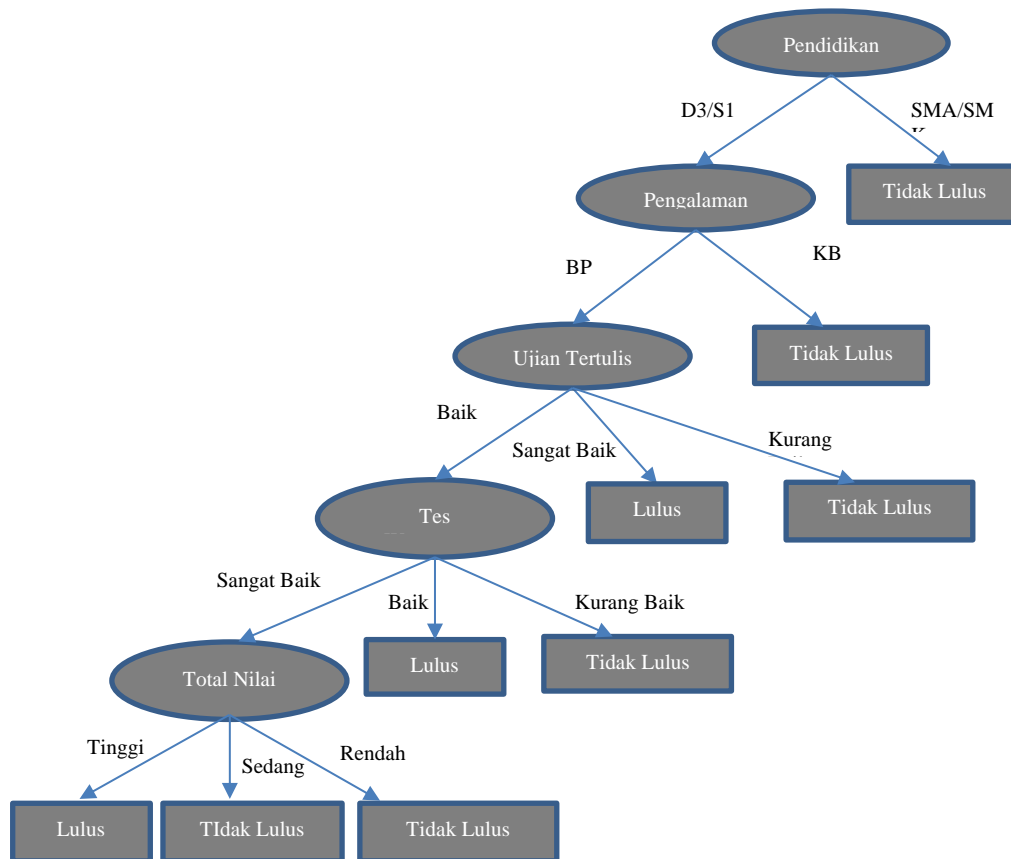 Pendidikan
D3/S1
SMA/SM
Pengalaman
Tidak Lulus
BP
KB
Ujian Tertulis
Tidak Lulus
Baik
Sangat Baik
Kurang
Tes
Lulus
Tidak Lulus
Sangat Baik
Baik
Kurang Baik
Total Nilai
Lulus
Tidak Lulus
Tinggi
Sedang
Rendah
Lulus
TIdak Lulus
Tidak Lulus